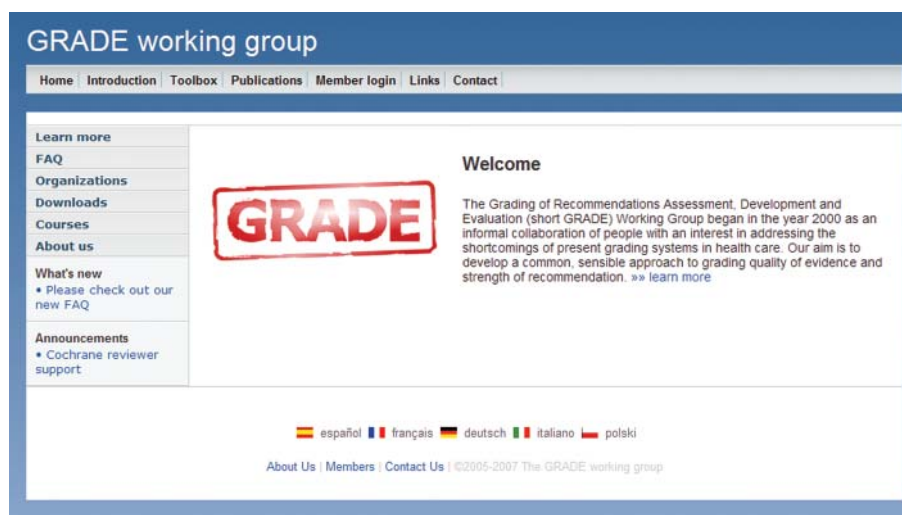 GRADE working group
Home Introduction Toolbox Publications Member login Links Contact
Learn more
FAQ
Organizations
Downloads
Courses
About us
What's new
• Please check out our
new FAQ
Announcements
• Cochrane reviewer
support
GRADE
Welcome
The Grading of Recommendations Assessment, Development and
Evaluation (short GRADE) Working Group began in the year 2000 as an
informal collaboration of people with an interest in addressing the
shortcomings of present grading systems in health care. Our aim is to
develop a common, sensible approach to grading quality of evidence and
strength of recommendation. »» learn more
español français deutsch italiano polski
About Us | Members | Contact Us | ©2005-2007 The GRADE working group